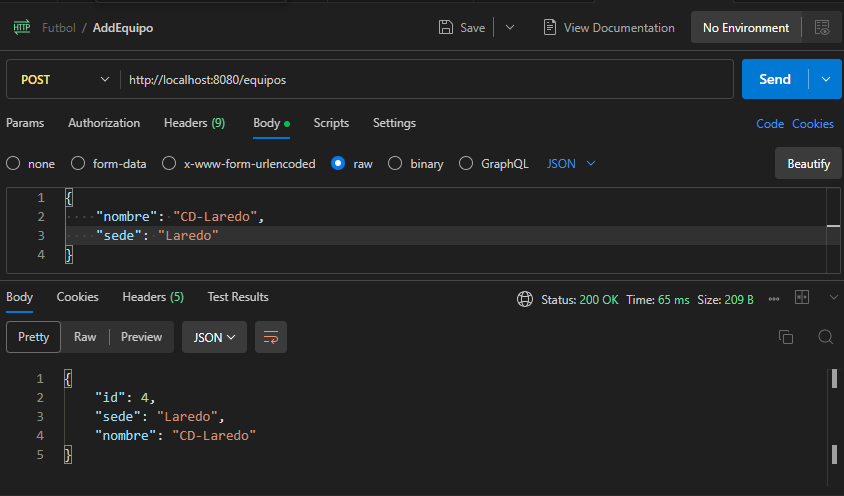 HTTP Futbol / AddEquipo Save View Documentation No Environment
POST http://localhost:8080/equipos Send
Params Authorization Headers (9) Body Scripts Settings Code Cookies
none form-data x-www-form-urlencoded raw binary GraphQL JSON Beautify
1 {
2 "nombre": "CD-Laredo",
3 "sede": "Laredo"
4 }
Body Cookies Headers (5) Test Results Status: 200 OK Time: 65 ms Size: 209 B
Pretty Raw Preview JSON
1 {
2 "id": 4,
3 "sede": "Laredo",
4 "nombre": "CD-Laredo"
5 }